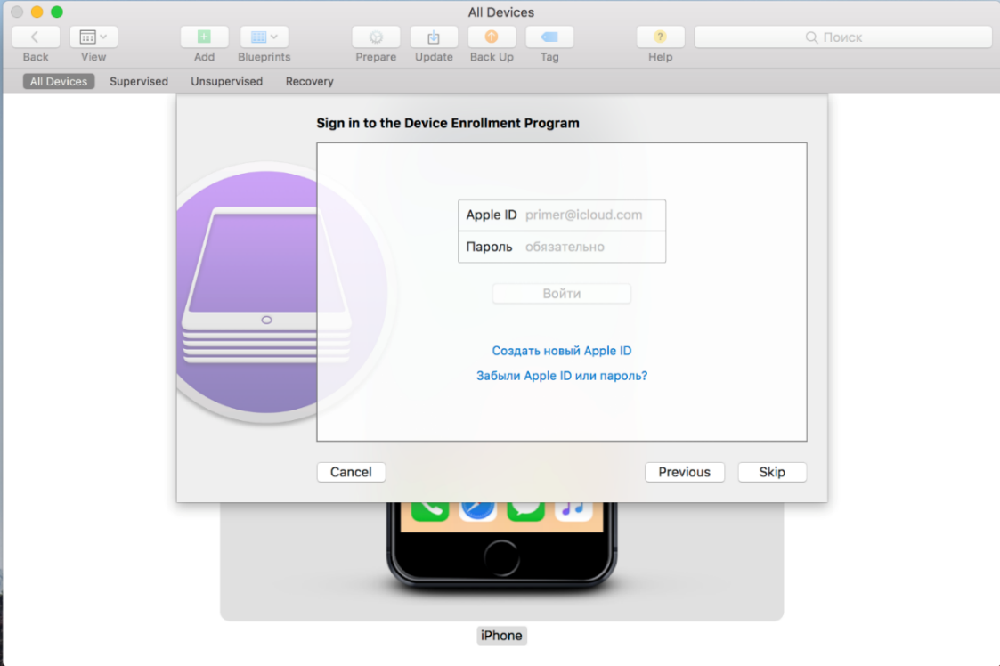 All Devices
Back View Add Blueprints Prepare Update Back Up Tag ? Help Поиск
All Devices Supervised Unsupervised Recovery
Sign in to the Device Enrollment Program
Apple ID primer@icloud.com
Пароль обязательно
Войти
Создать новый Apple ID
Забыли Apple ID или пароль?
Cancel Previous Skip
iPhone